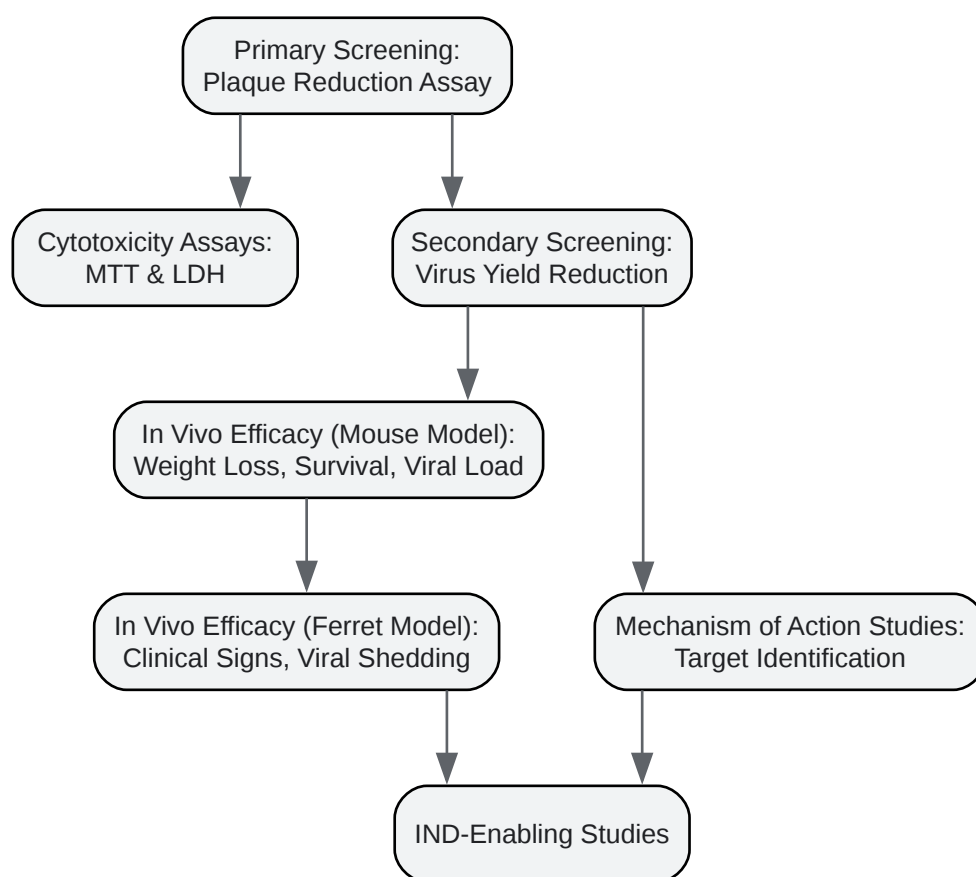 Primary Screening:
Plaque Reduction Assay
Cytotoxicity Assays:
MTT & LDH
Secondary Screening:
Virus Yield Reduction
In Vivo Efficacy (Mouse Model):
Weight Loss, Survival, Viral Load
In Vivo Efficacy (Ferret Model):
Clinical Signs, Viral Shedding
Mechanism of Action Studies:
Target Identification
IND-Enabling Studies